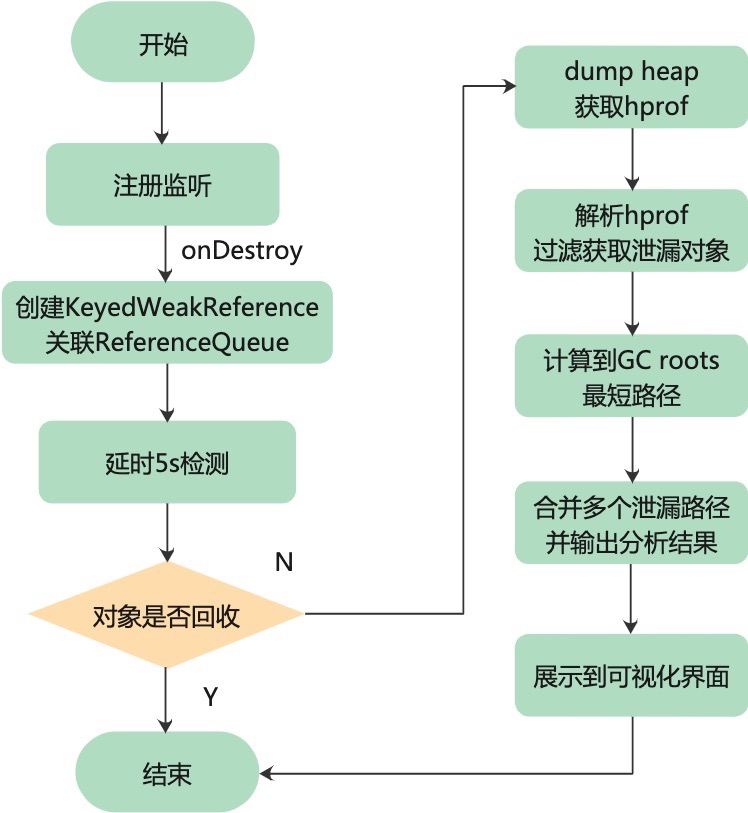 开始
注册监听
onDestroy
创建KeyedWeakReference
关联ReferenceQueue
延时5s检测
N
对象是否回收
Y
结束
dump heap
获取hprof
解析hprof
过滤获取泄漏对象
计算到GC roots
最短路径
合并多个泄漏路径
并输出分析结果
展示到可视化界面